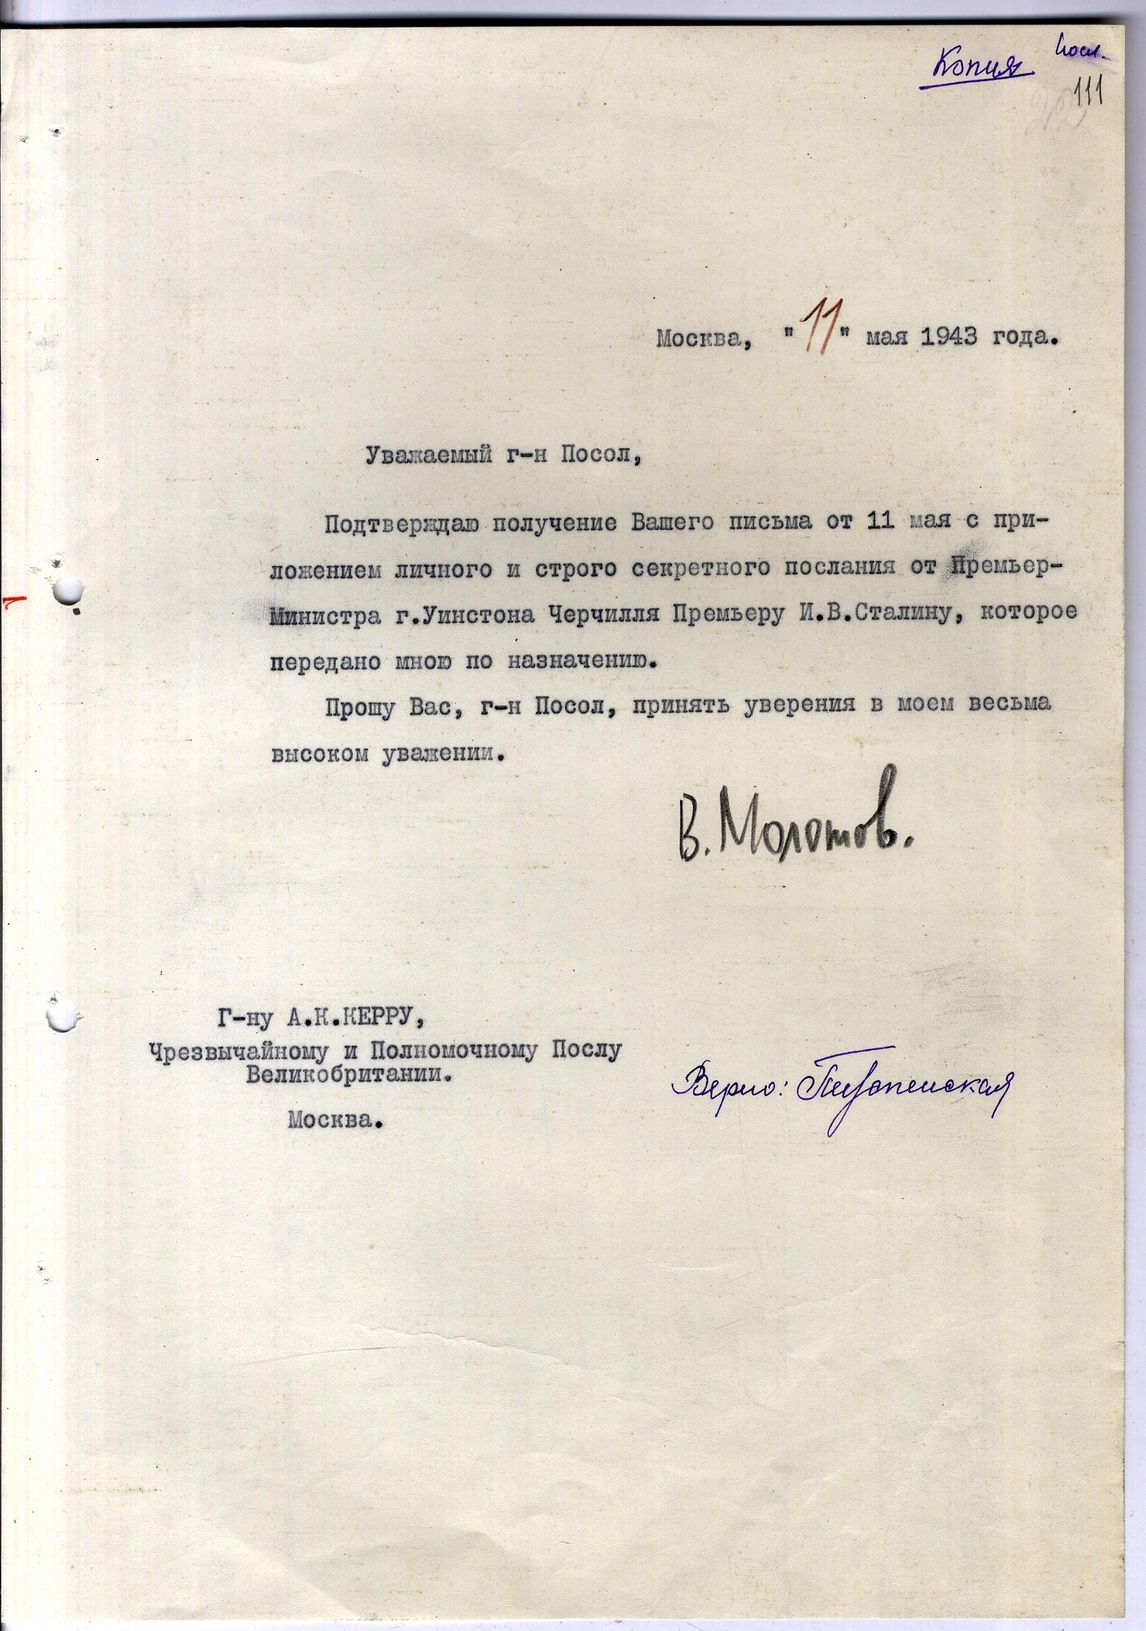 Копия
111
Москва, "11" мая 1943 года.
Уважаемый г-н Посол,
Подтверждаю получение Вашего письма от 11 мая с при-
ложением личного и строго секретного послания от Премьер-
Министра г.Уинстона Черчилля Премьеру И.В.Сталину, которое
передано мною по назначению.
Прошу Вас, г-н Посол, принять уверения в моем весьма
высоком уважении.
В. Молотов.
Г-ну А.К.КЕРРУ,
Чрезвычайному и Полномочному Послу
Великобритании.
Москва.
Верно: